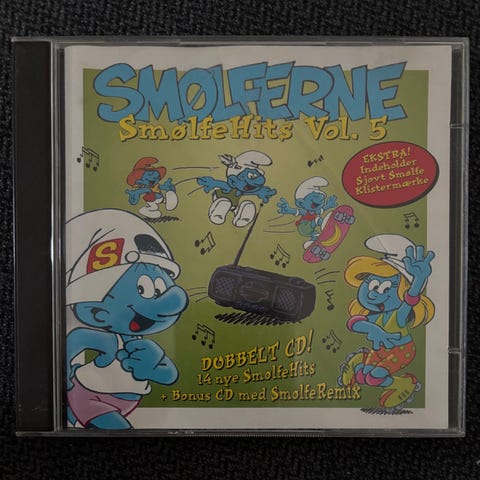 SMØLFERNE
SmølfeHits Vol. 5
EKSTRA!
Indeholder
Sjovt Smølfe
Klistermærke
S
DOBBELT CD!
14 nye SmølfeHits
+ Bonus CD med SmølfeRemix